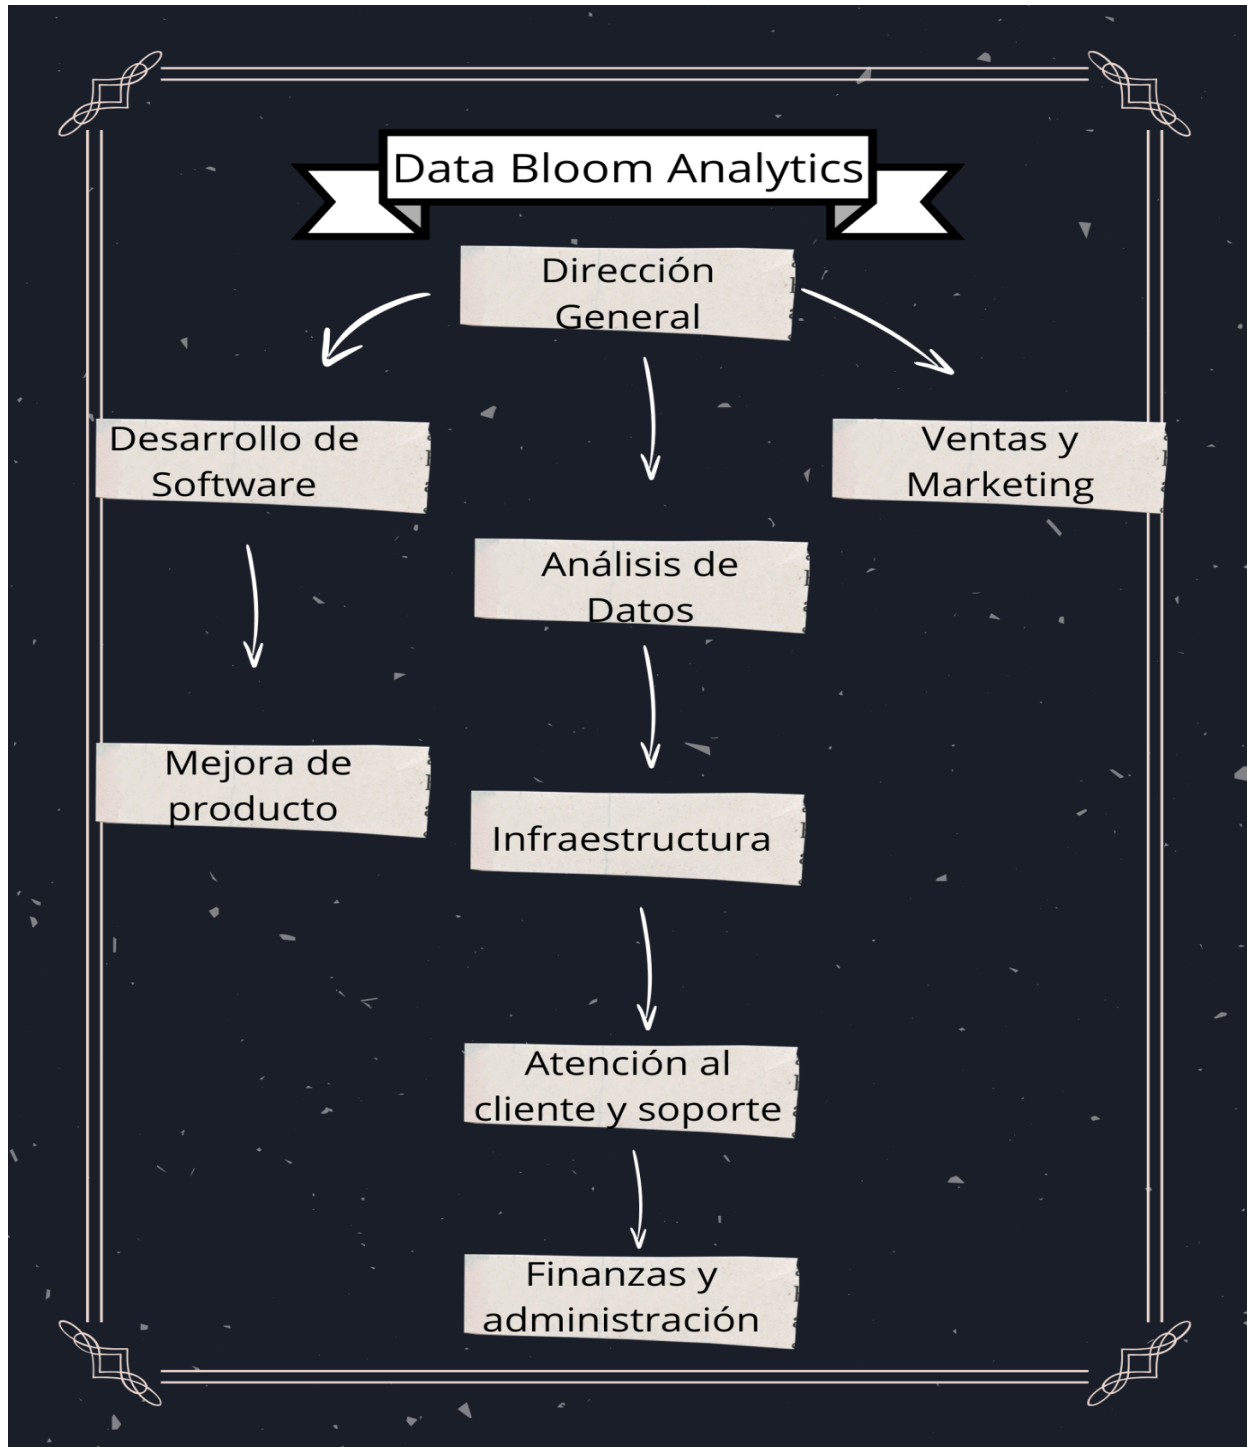 Data Bloom Analytics
Dirección
General
Desarrollo de
Software
Ventas y
Marketing
Análisis de
Datos
Mejora de
producto
Infraestructura
Atención al
cliente y soporte
Finanzas y
administración